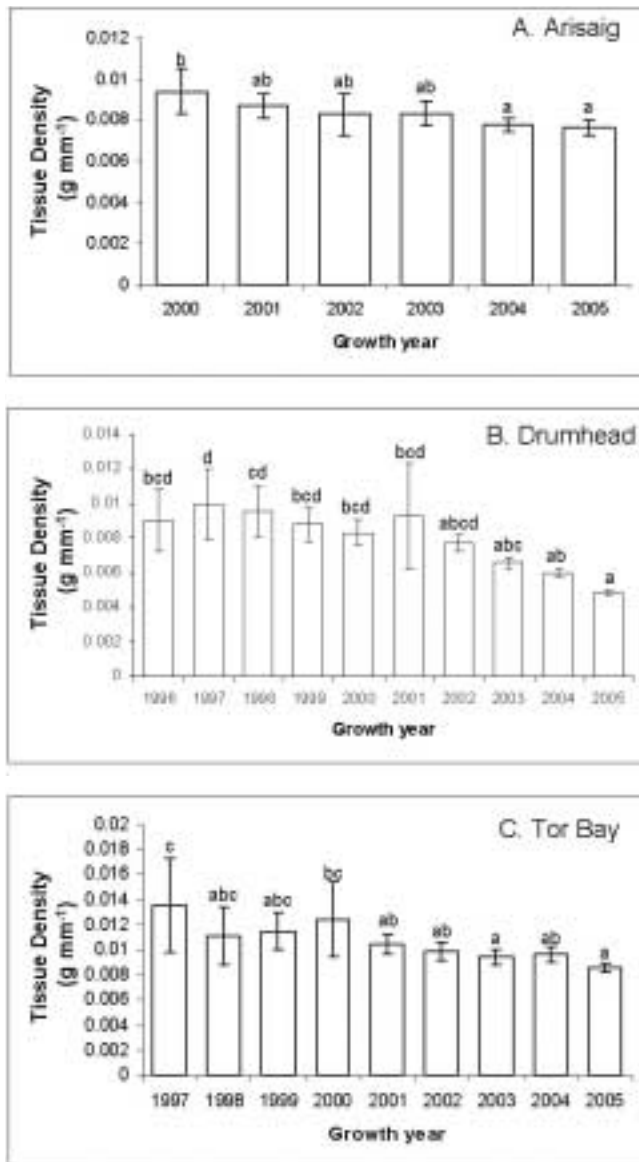 A. Arisaig
Tissue Density
(g mm-1)
0.012
0.01
0.008
0.006
0.004
0.002
0
b ab ab ab a a
2000 2001 2002 2003 2004 2005
Growth year
B. Drumhead
Tissue Density
(g mm-1)
0.014
0.012
0.01
0.008
0.006
0.004
0.002
0
bcd d cd bcd bcd bcd abcd abc ab a
1996 1997 1998 1999 2000 2001 2002 2003 2004 2005
Growth year
C. Tor Bay
Tissue Density
(g mm-1)
0.02
0.018
0.016
0.014
0.012
0.01
0.008
0.006
0.004
0.002
0
c abc abc bc ab ab a ab a
1997 1998 1999 2000 2001 2002 2003 2004 2005
Growth year